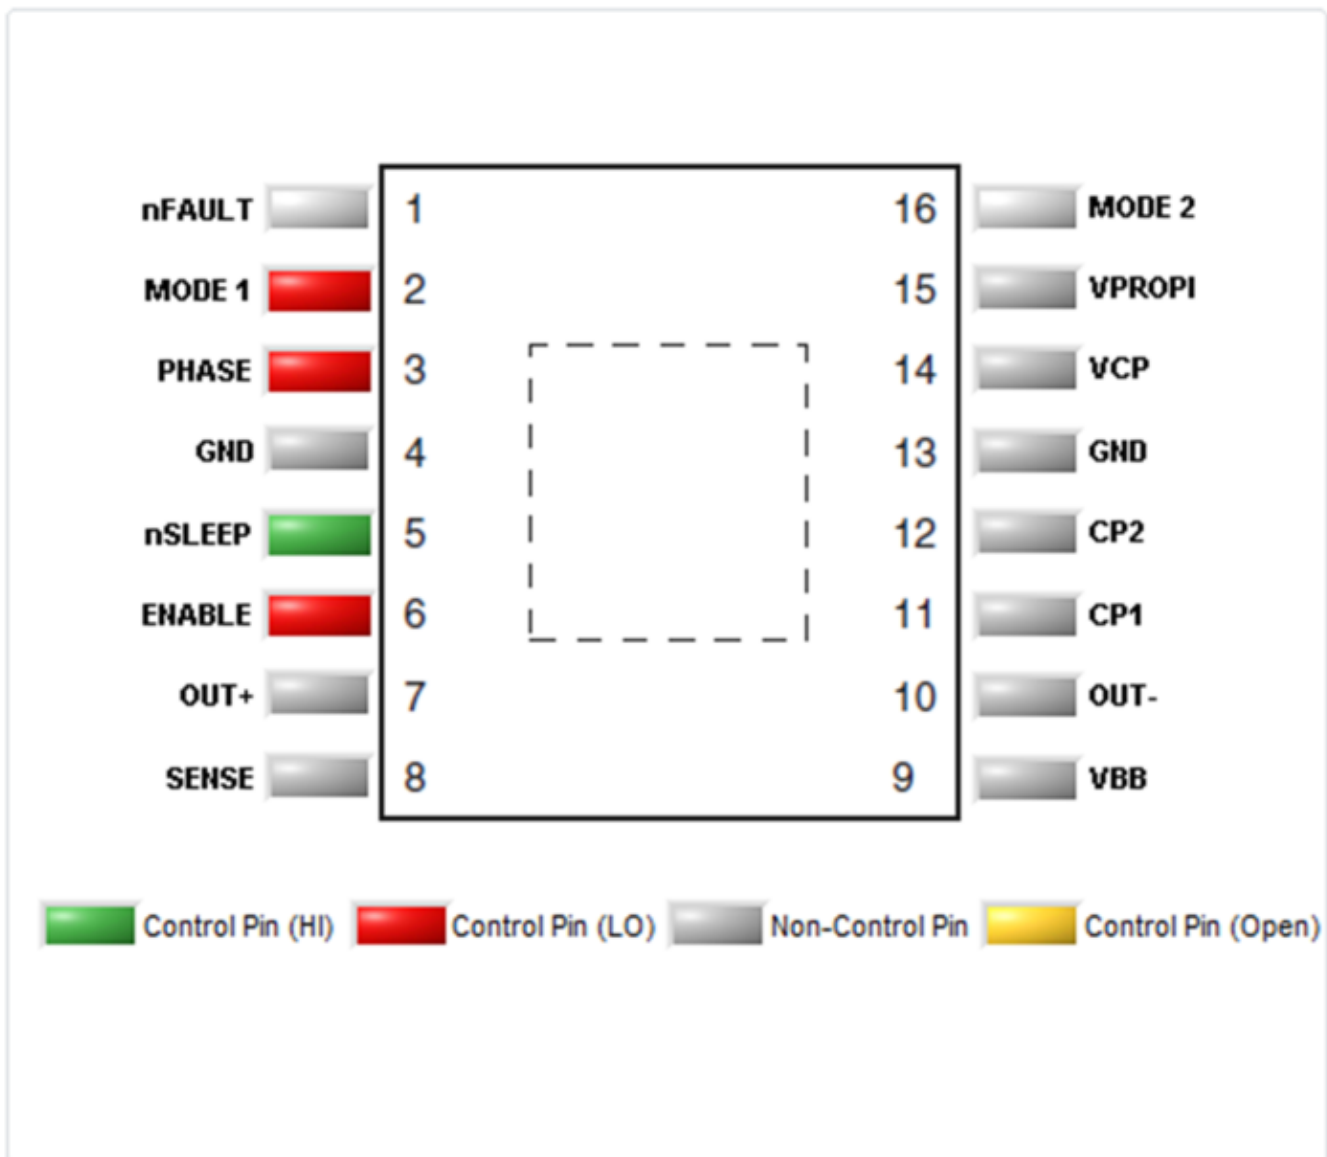 nFAULT 1 16 MODE 2
MODE 1 2 15 VPROPI
PHASE 3 14 VCP
GND 4 13 GND
nSLEEP 5 12 CP2
ENABLE 6 11 CP1
OUT+ 7 10 OUT-
SENSE 8 9 VBB
Control Pin (HI) Control Pin (LO) Non-Control Pin Control Pin (Open)